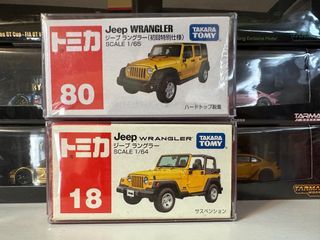 トミカ
80
Jeep WRANGLER
ジープ ラングラー(初回特別仕様)
SCALE 1/65
TAKARA TOMY
ハードトップ脱着
トミカ
18
Jeep WRANGLER
ジープ ラングラー
SCALE 1/64
TAKARA TOMY
サスペンション
TARMAC
TARMAC